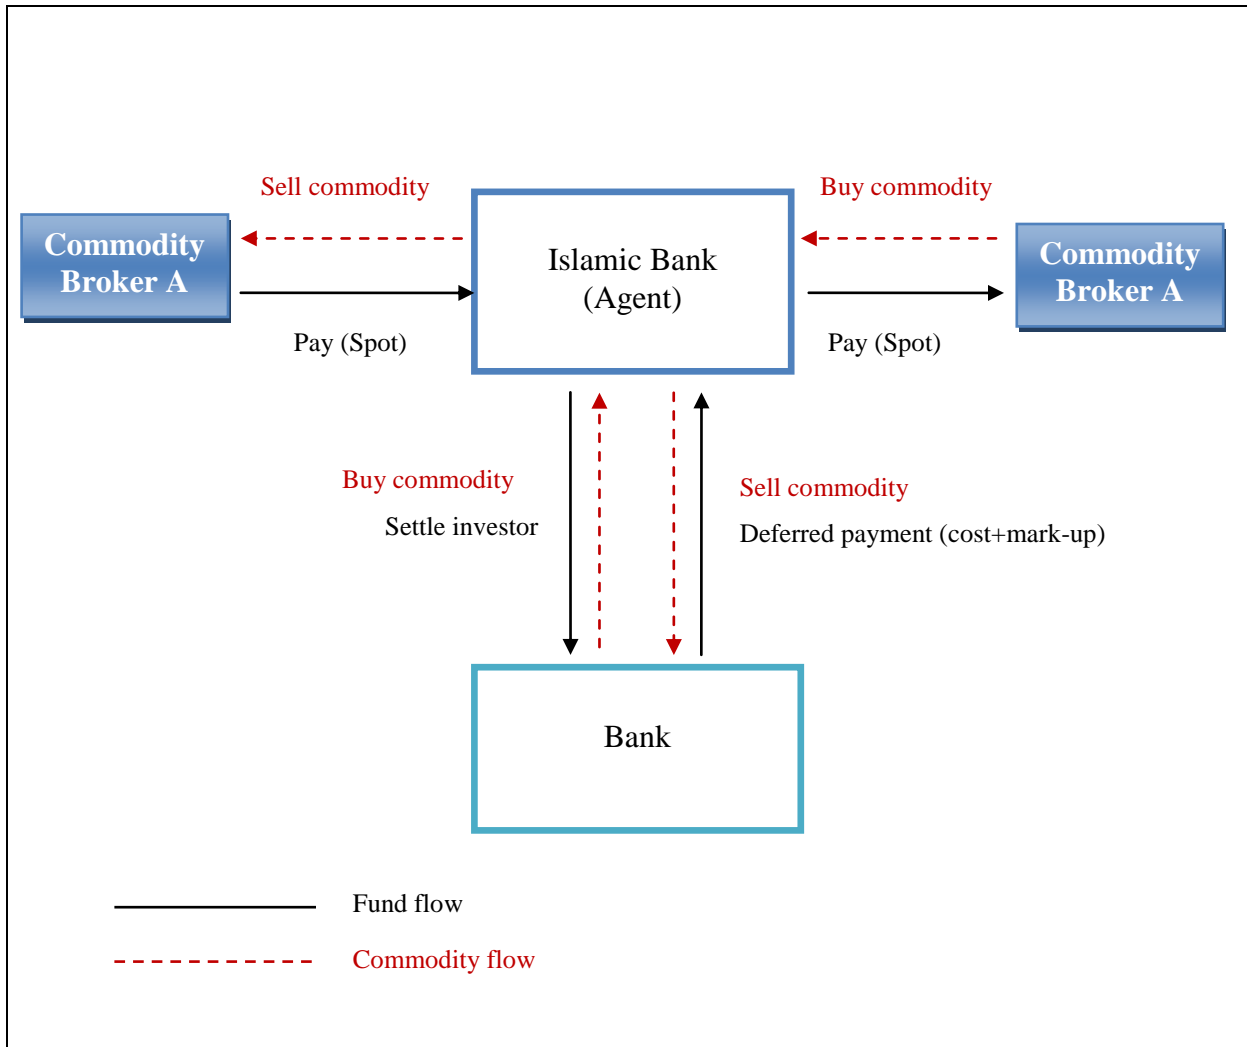 Sell commodity
Buy commodity
Commodity
Broker A
Islamic Bank
(Agent)
Commodity
Broker A
Pay (Spot)
Pay (Spot)
Buy commodity
Settle investor
Sell commodity
Deferred payment (cost+mark-up)
Bank
Fund flow
Commodity flow